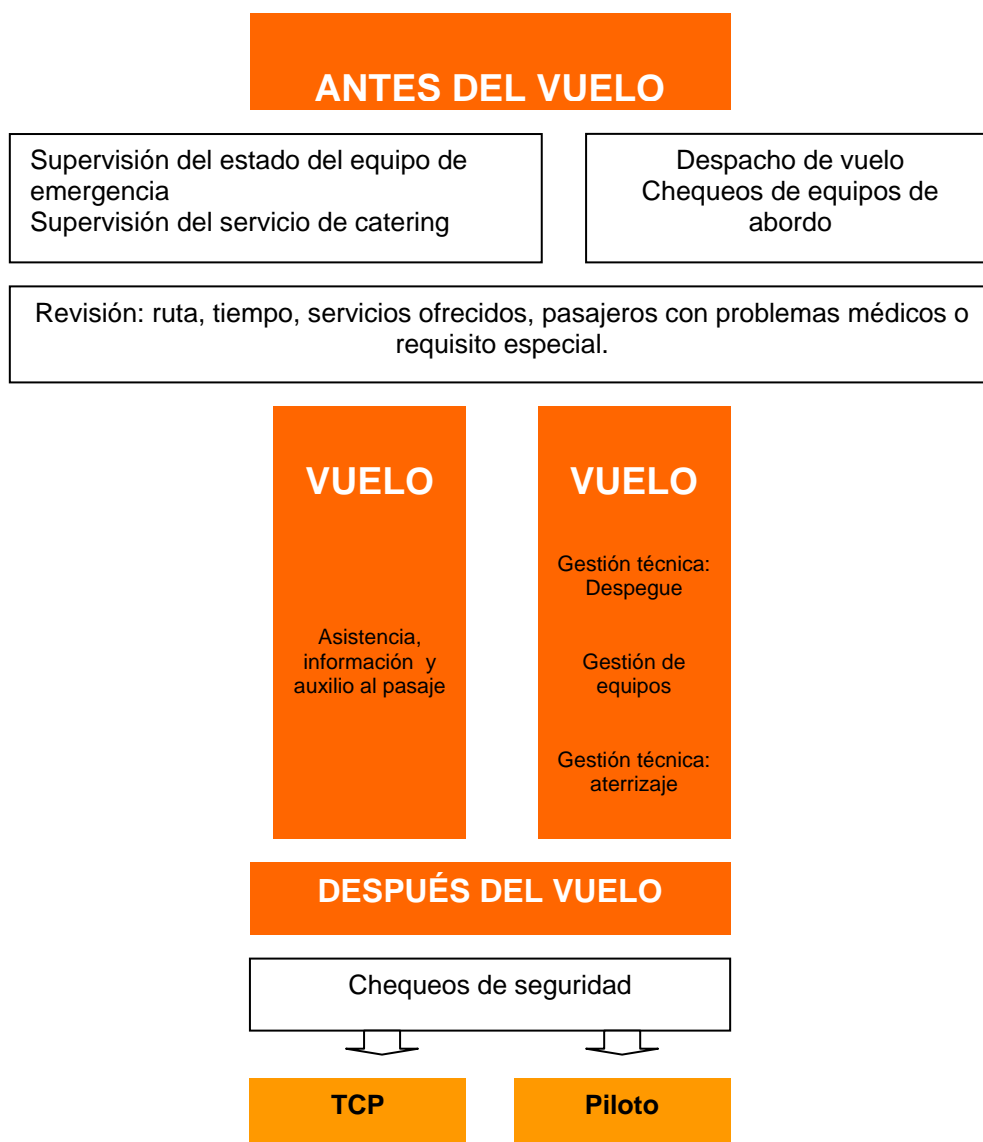 ANTES DEL VUELO
Supervisión del estado del equipo de
emergencia
Supervisión del servicio de catering
Despacho de vuelo
Chequeos de equipos de
abordo
Revisión: ruta, tiempo, servicios ofrecidos, pasajeros con problemas médicos o
requisito especial.
VUELO
Asistencia,
información y
auxilio al pasaje
VUELO
Gestión técnica:
Despegue
Gestión de
equipos
Gestión técnica:
aterrizaje
DESPUÉS DEL VUELO
Chequeos de seguridad
TCP
Piloto